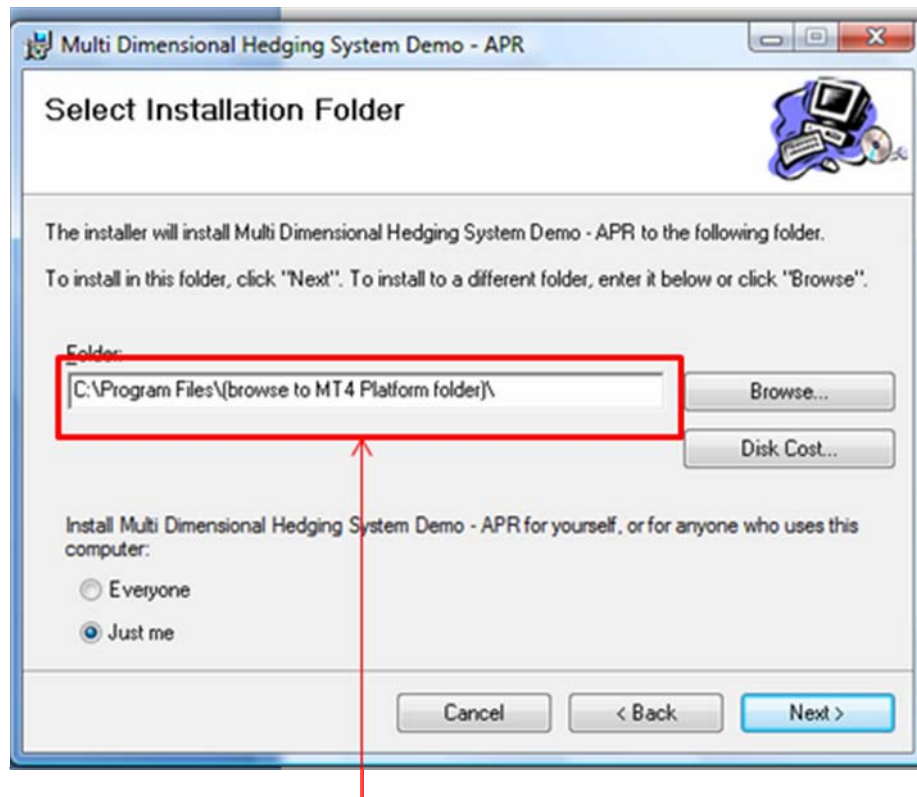 Multi Dimensional Hedging System Demo - APR
Select Installation Folder
The installer will install Multi Dimensional Hedging System Demo - APR to the following folder.
To install in this folder, click "Next". To install to a different folder, enter it below or click "Browse".
Folder:
C:\Program Files\(browse to MT4 Platform folder)\
Browse...
Disk Cost...
Install Multi Dimensional Hedging System Demo - APR for yourself, or for anyone who uses this
computer:
Everyone
Just me
Cancel
< Back
Next >